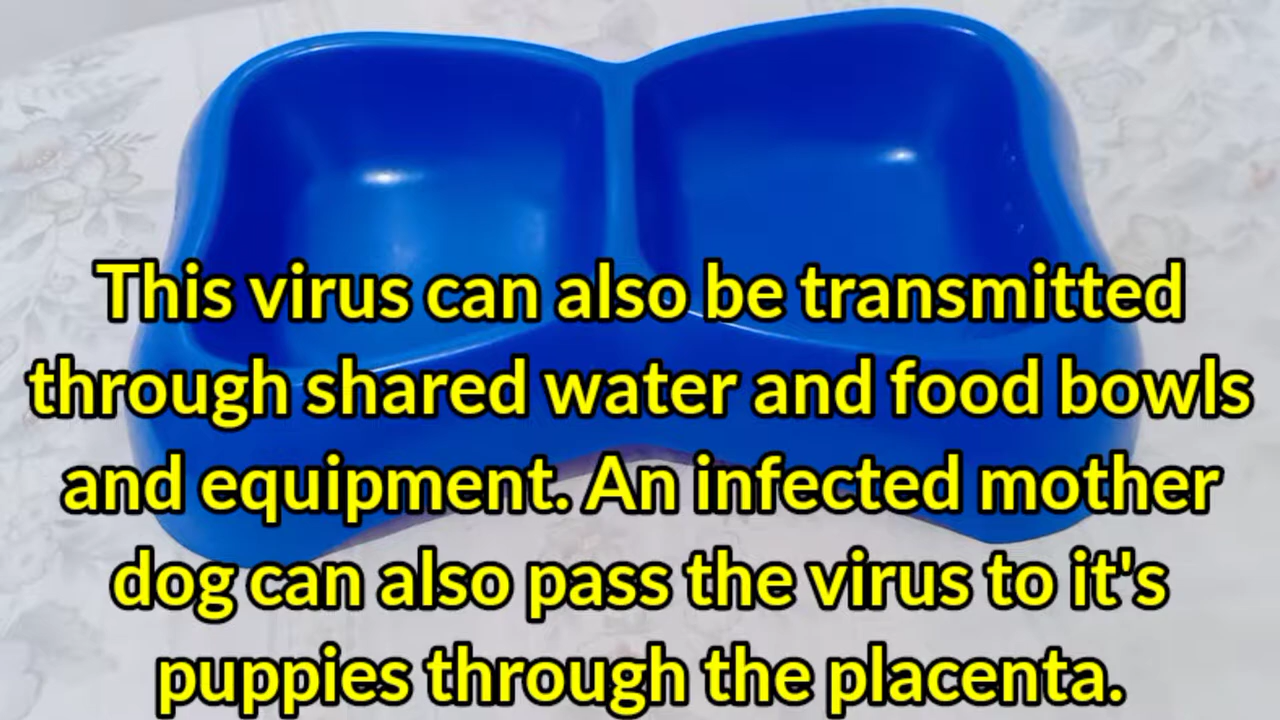 This virus can also be transmitted
through shared water and food bowls
and equipment. An infected mother
dog can also pass the virus to it's
puppies through the placenta.